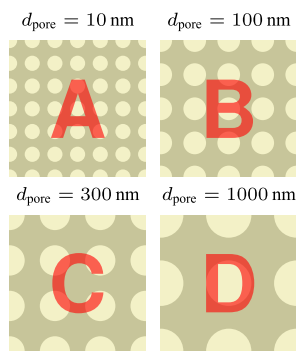 d_pore = 10 nm d_pore = 100 nm
A B
d_pore = 300 nm d_pore = 1000 nm
C D